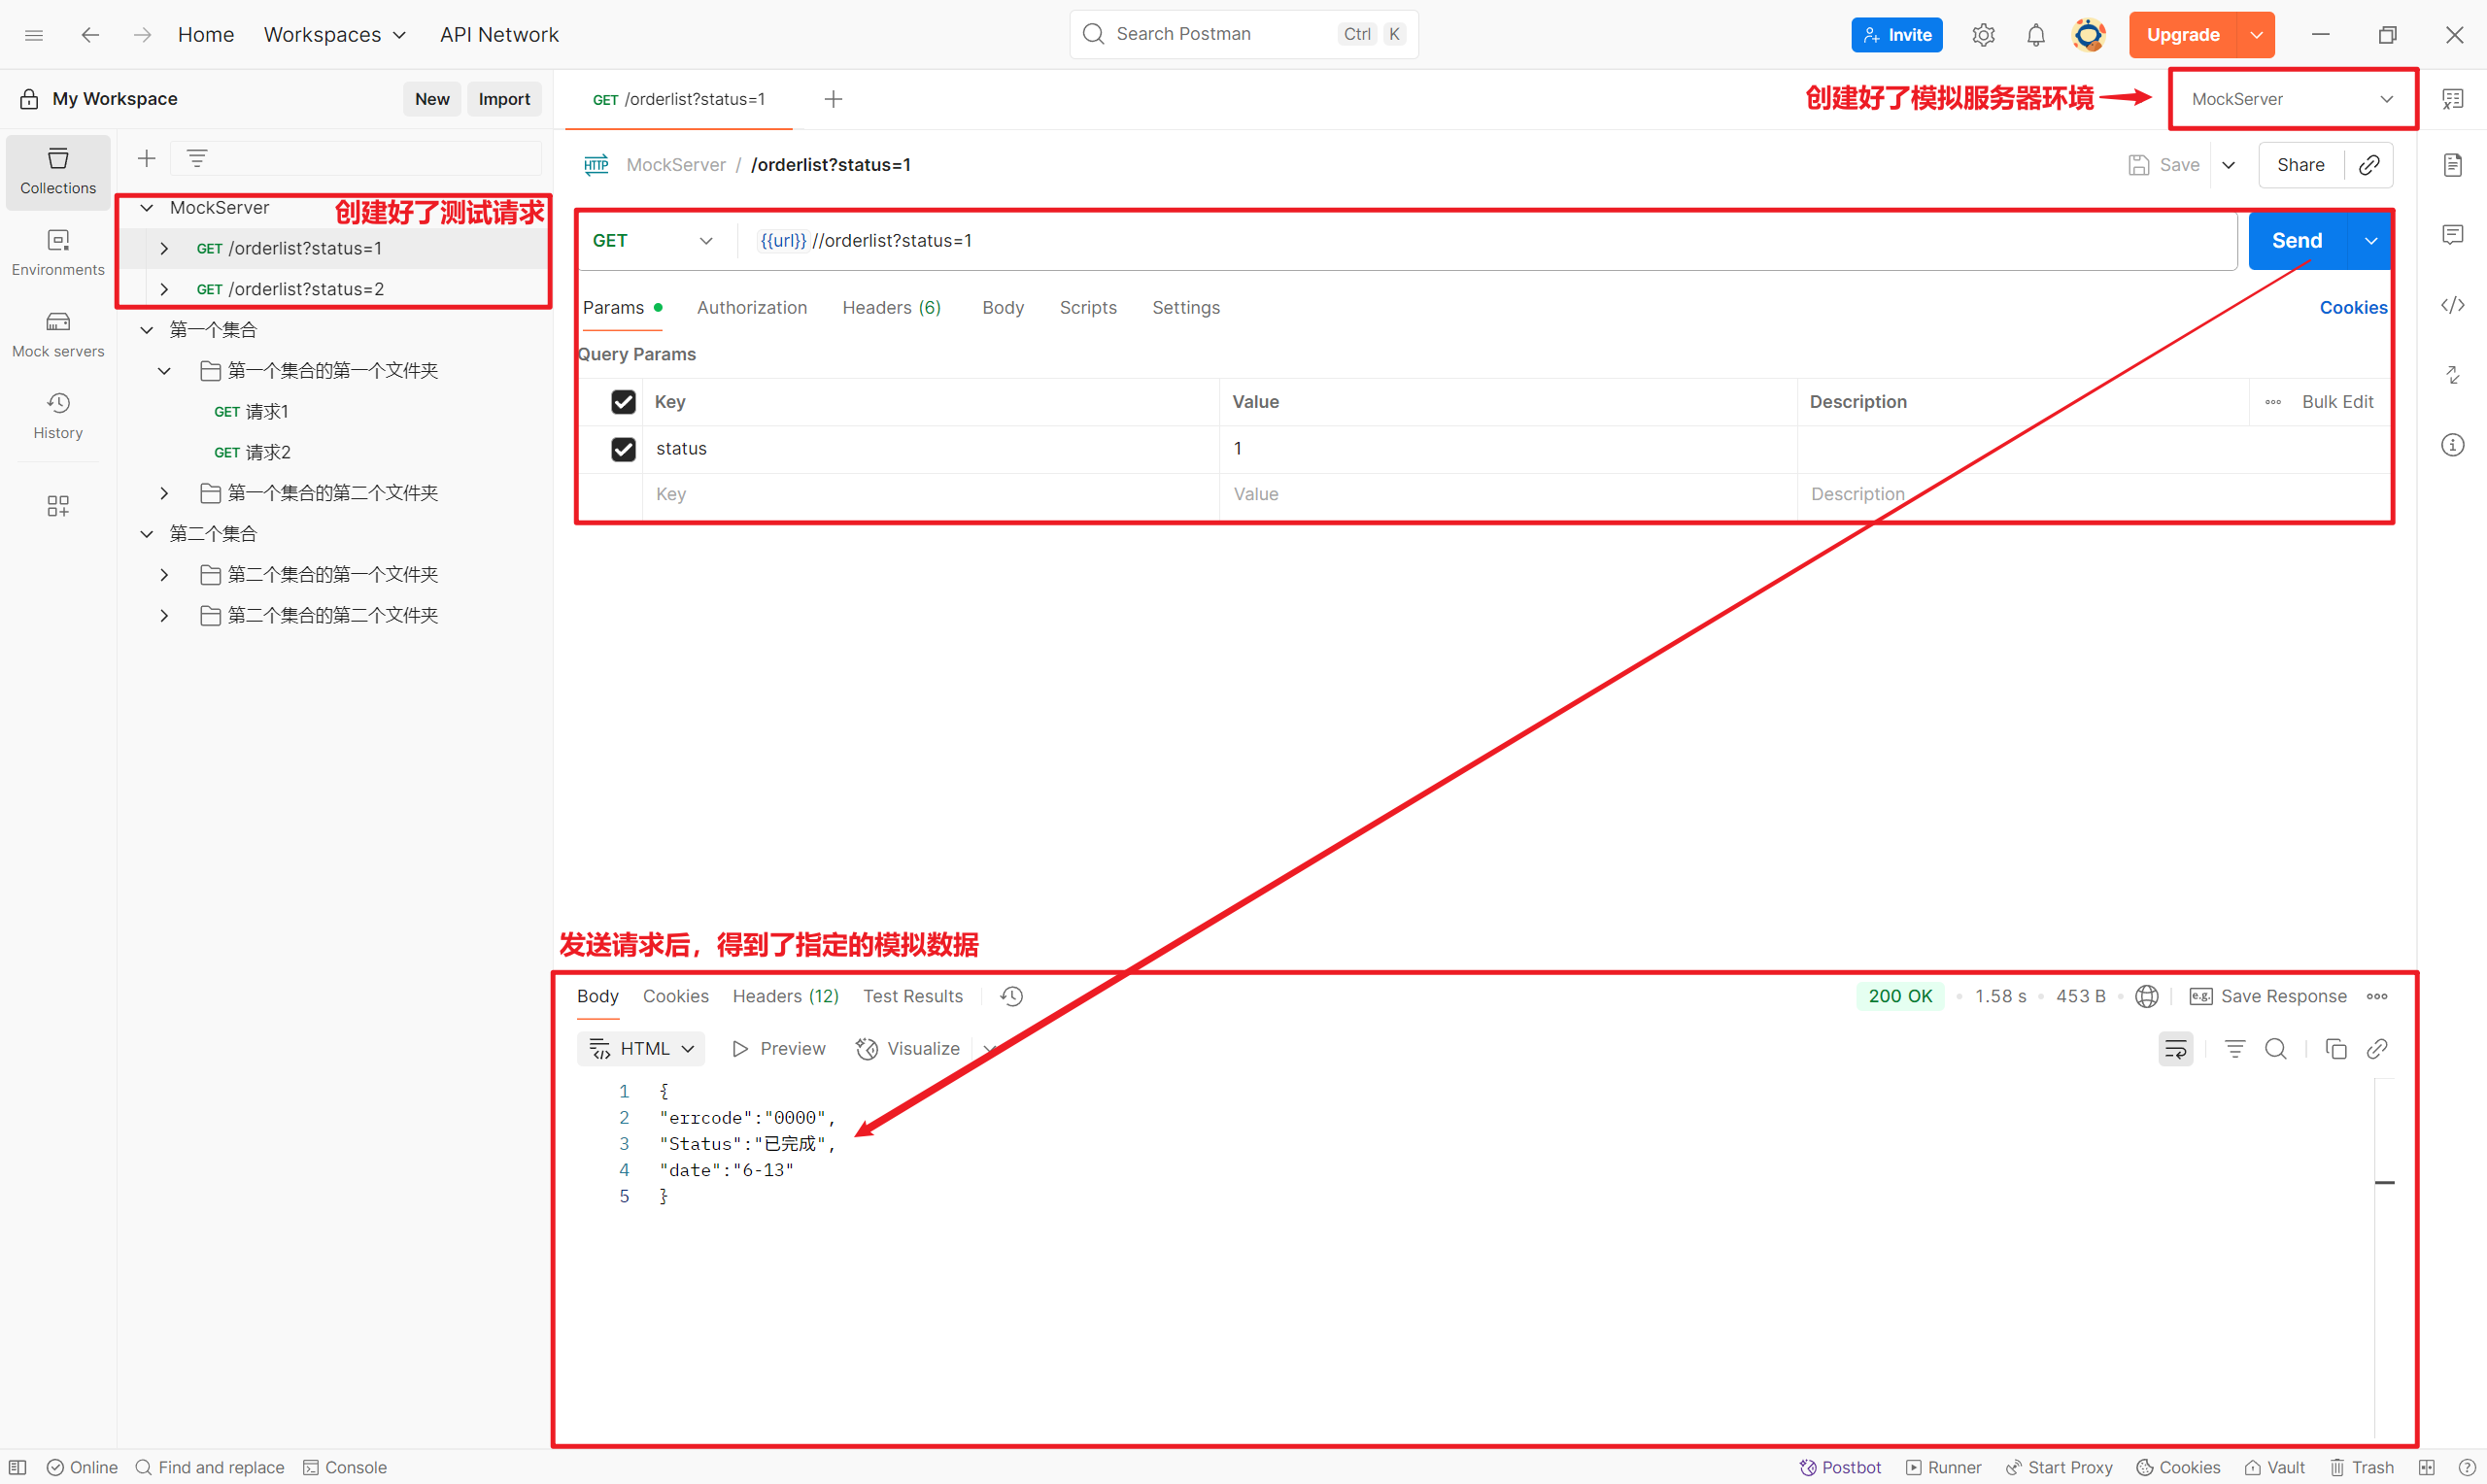 Home Workspaces API Network Search Postman Ctrl K Invite Upgrade
My Workspace New Import GET /orderlist?status=1 创建好了模拟服务器环境 MockServer
Collections
Environments
Mock servers
History
MockServer 创建好了测试请求
GET /orderlist?status=1
GET /orderlist?status=2
第一个集合
第一个集合的第一个文件夹
GET 请求1
GET 请求2
第一个集合的第二个文件夹
第二个集合
第二个集合的第一个文件夹
第二个集合的第二个文件夹
HTTP MockServer / /orderlist?status=1 Save Share
GET {{url}}//orderlist?status=1 Send
Params Authorization Headers (6) Body Scripts Settings Cookies
Query Params
Key Value Description Bulk Edit
status 1
Key Value Description
发送请求后，得到了指定的模拟数据
Body Cookies Headers (12) Test Results 200 OK 1.58 s 453 B e.g. Save Response
HTML Preview Visualize
1 {
2 "errcode":"0000",
3 "Status":"已完成",
4 "date":"6-13"
5 }
Online Find and replace Console Postbot Runner Start Proxy Cookies Vault Trash